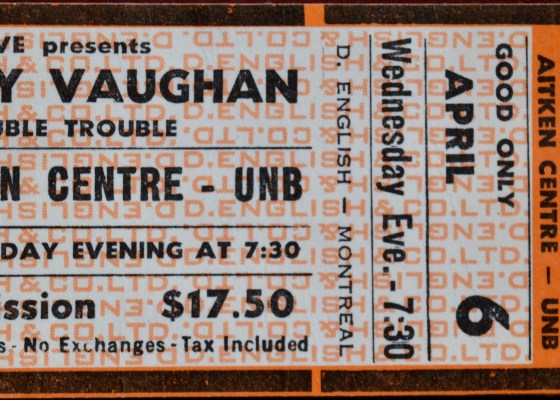 VE presents
Y VAUGHAN
UBLE TROUBLE
N CENTRE - UNB
DAY EVENING AT 7:30
ission $17.50
s - No Exchanges - Tax Included
D. ENGLISH — MONTREAL
Wednesday Eve. - 7:30
APRIL 6
GOOD ONLY
AITKEN CENTRE - UNB